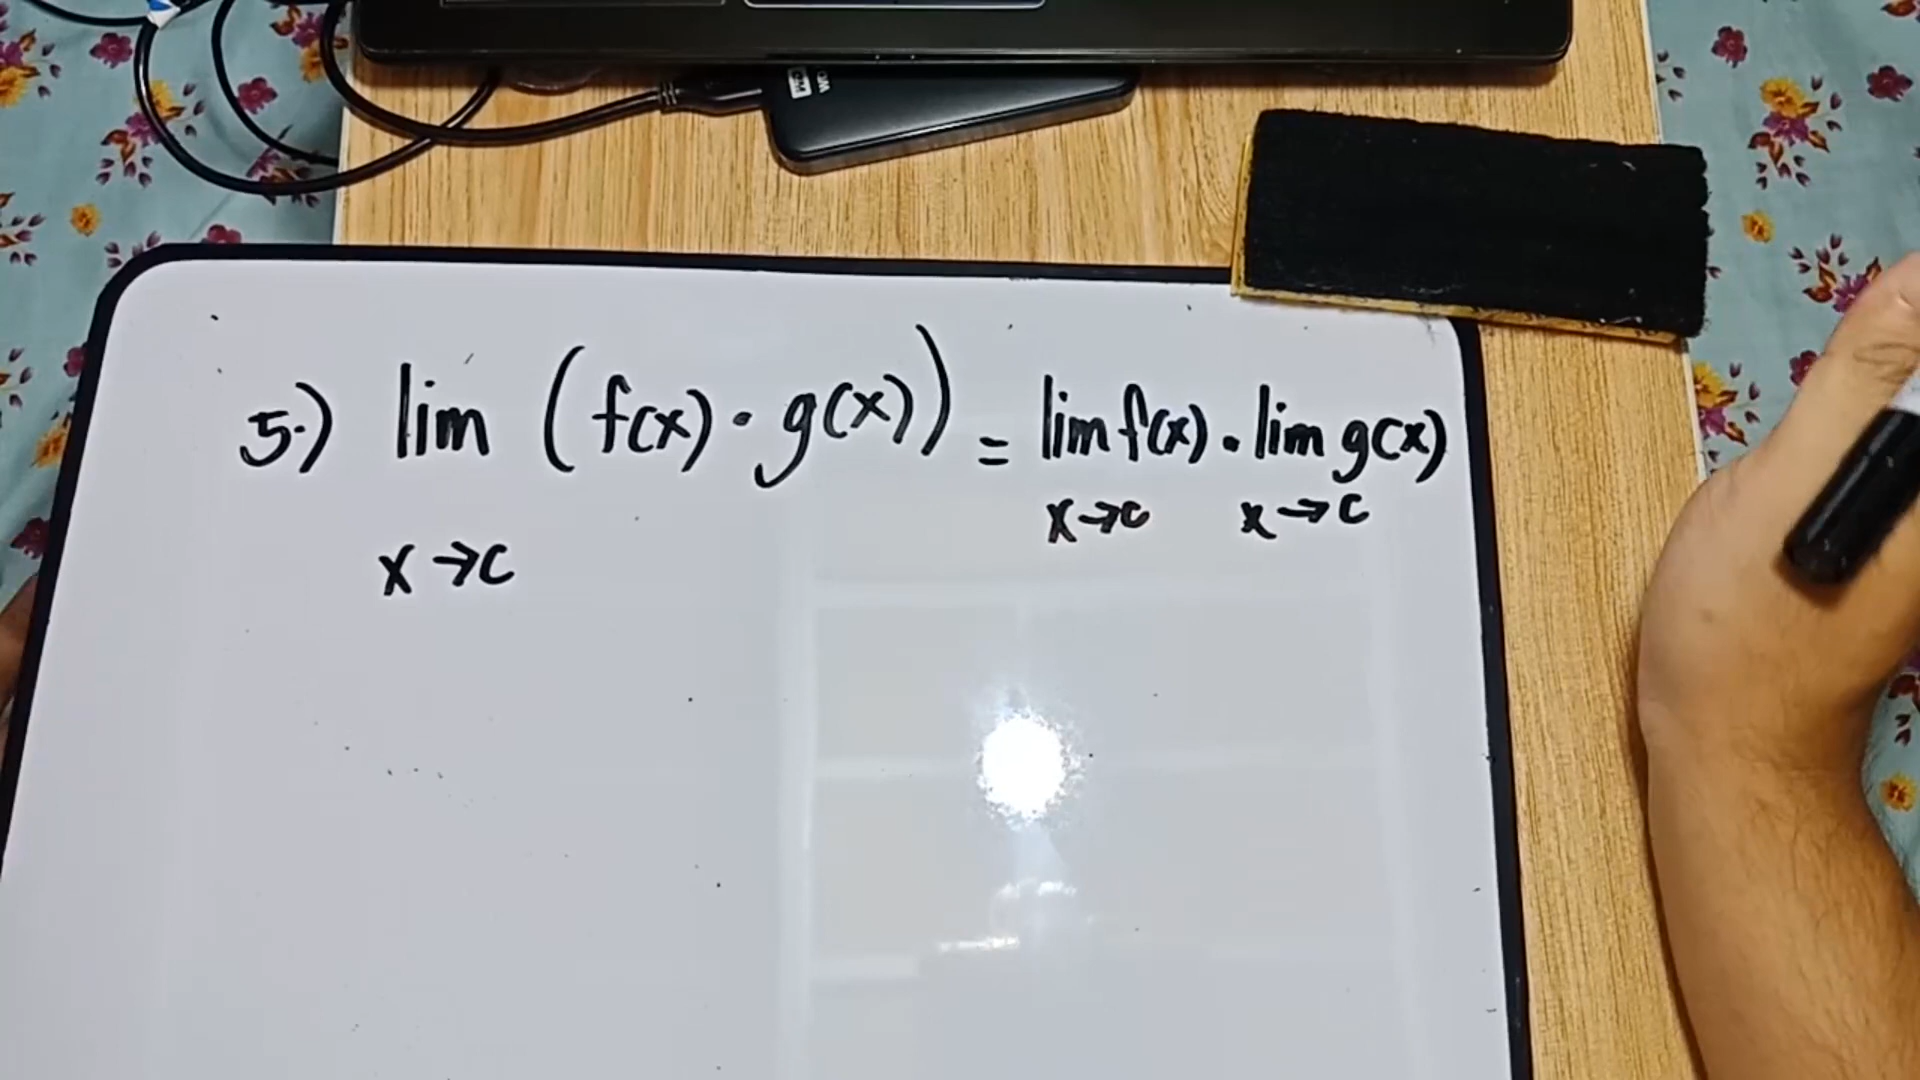 5.) lim (f(x) · g(x)) = lim f(x) · lim g(x)
x→c x→c x→c